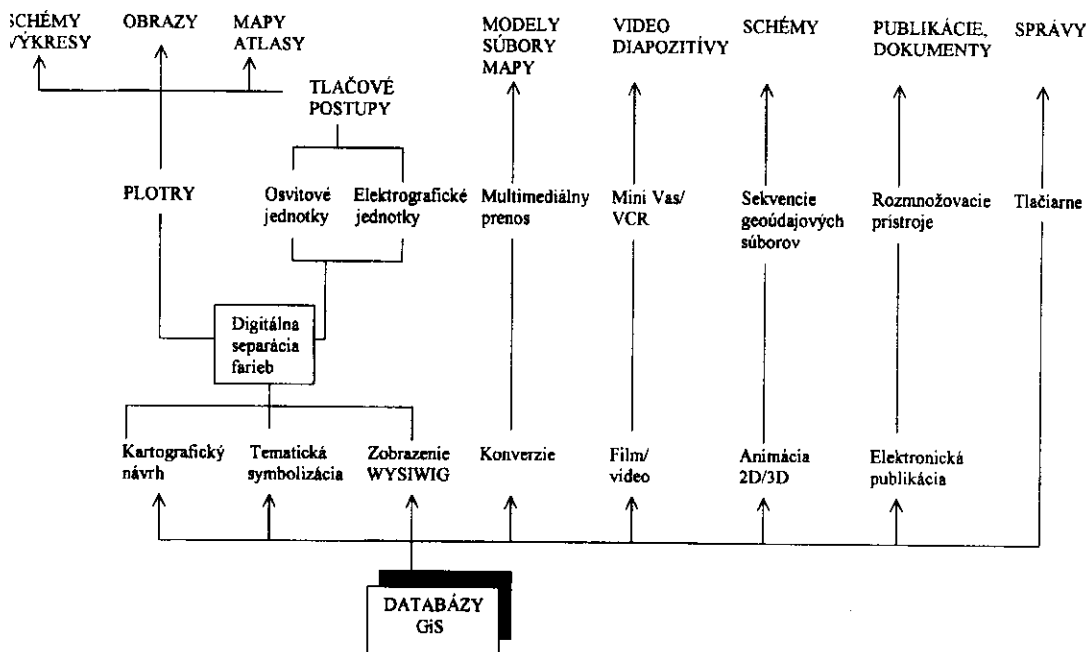 SCHÉMY
VÝKRESY
OBRAZY
MAPY
ATLASY
MODELY
SÚBORY
MAPY
VIDEO
DIAPOZITÍVY
SCHÉMY
PUBLIKÁCIE,
DOKUMENTY
SPRÁVY
TLAČOVÉ
POSTUPY
PLOTRY
Osvitové
jednotky
Elektrografické
jednotky
Multimediálny
prenos
Mini Vas/
VCR
Sekvencie
geoúdajových
súborov
Rozmnožovacie
prístroje
Tlačiarne
Digitálna
separácia
farieb
Kartografický
návrh
Tematická
symbolizácia
Zobrazenie
WYSIWIG
Konverzie
Film/
video
Animácia
2D/3D
Elektronická
publikácia
DATABÁZY
GiS